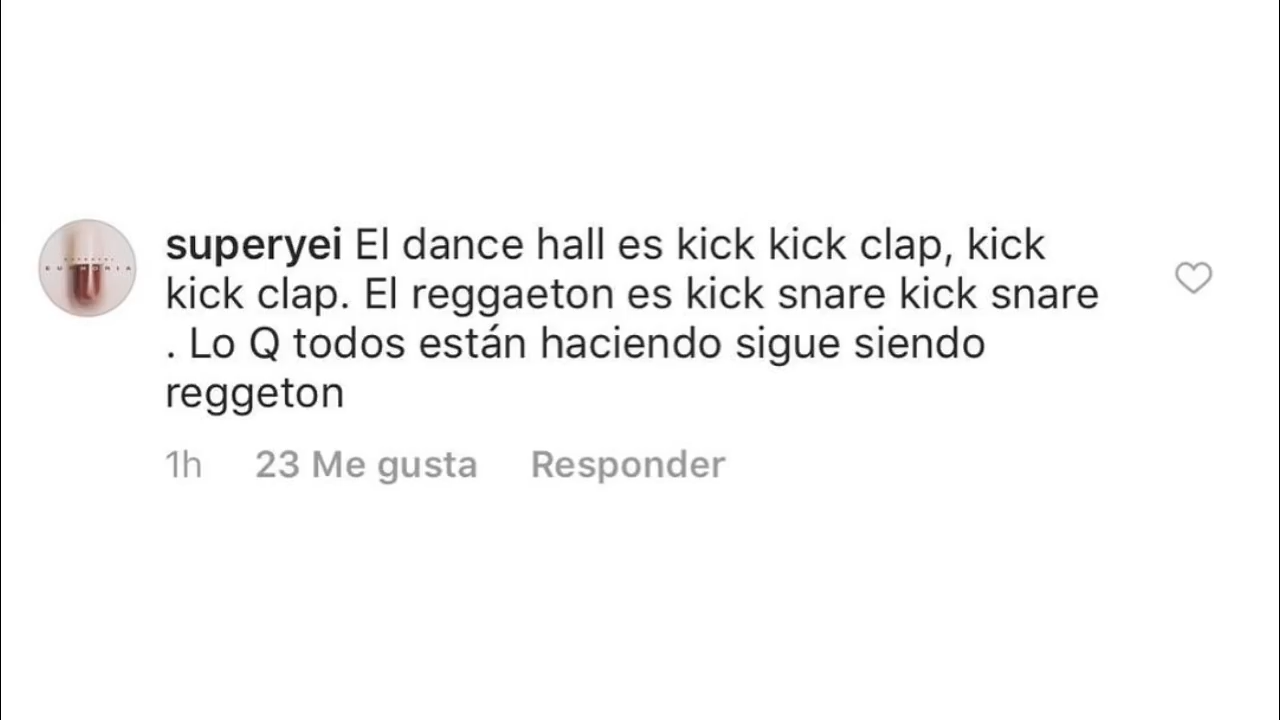 superyei El dance hall es kick kick clap, kick
kick clap. El reggaeton es kick snare kick snare
. Lo Q todos están haciendo sigue siendo
reggeton
1h 23 Me gusta Responder
EUPHORIA